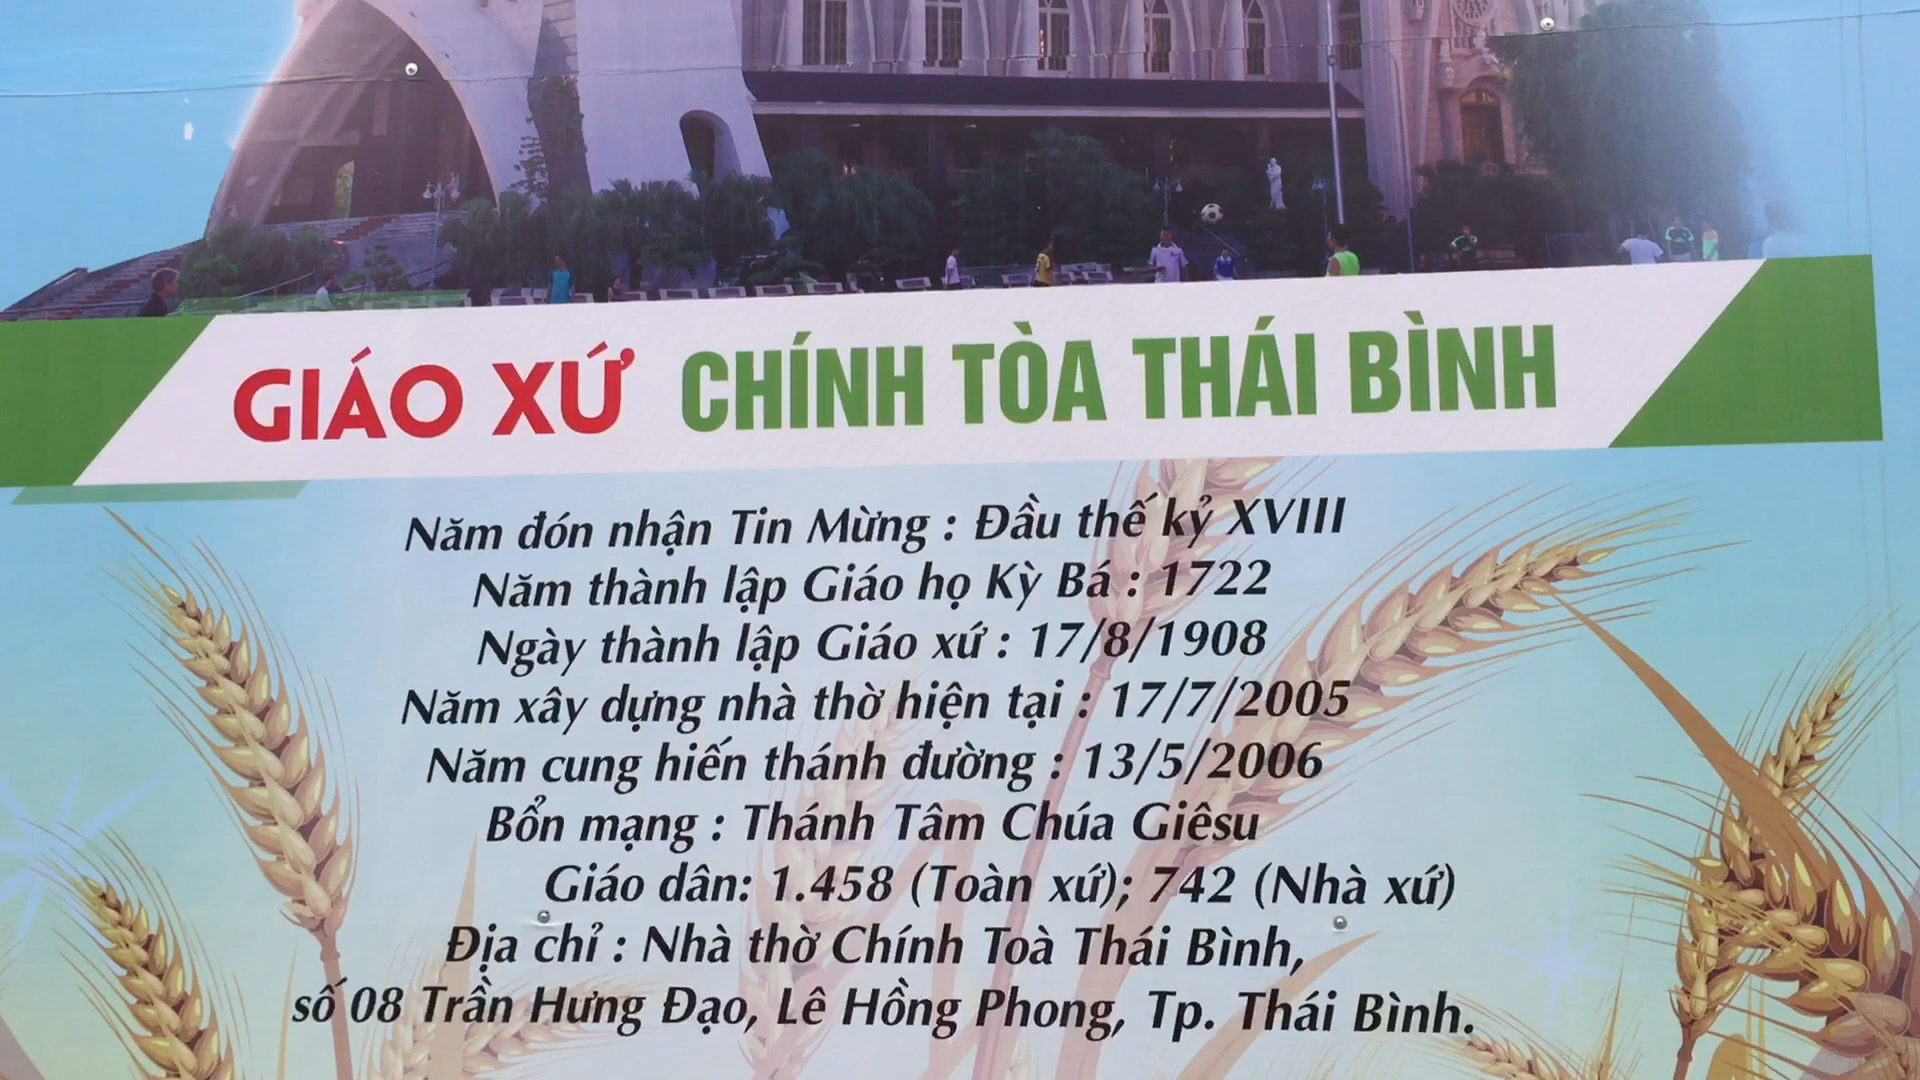 GIÁO XỨ CHÍNH TÒA THÁI BÌNH
Năm đón nhận Tin Mừng : Đầu thế kỷ XVIII
Năm thành lập Giáo họ Kỳ Bá : 1722
Ngày thành lập Giáo xứ : 17/8/1908
Năm xây dựng nhà thờ hiện tại : 17/7/2005
Năm cung hiến thánh đường : 13/5/2006
Bổn mạng : Thánh Tâm Chúa Giêsu
Giáo dân: 1.458 (Toàn xứ); 742 (Nhà xứ)
Địa chỉ : Nhà thờ Chính Toà Thái Bình,
số 08 Trần Hưng Đạo, Lê Hồng Phong, Tp. Thái Bình.